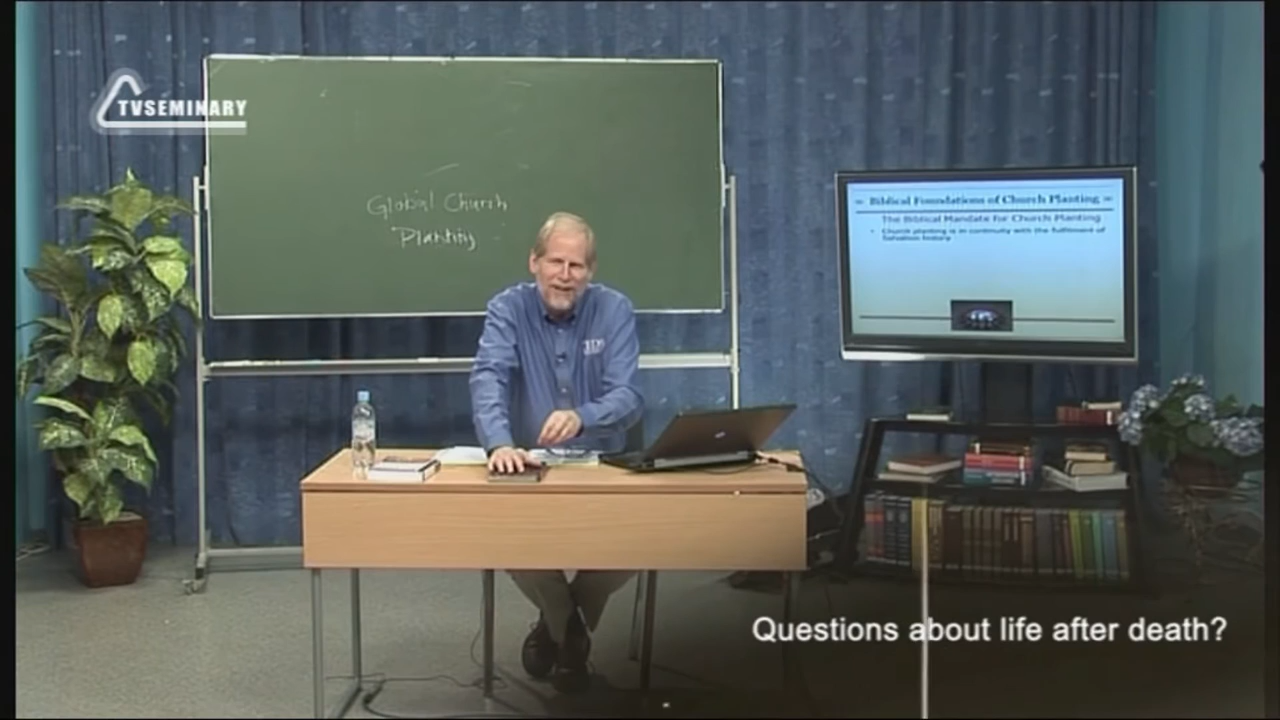 TVSEMINARY
Global Church
Planting
Biblical Foundations of Church Planting
The Biblical Mandate for Church Planting
• Church planting is in continuity with the fulfillment of
Salvation history
Questions about life after death?